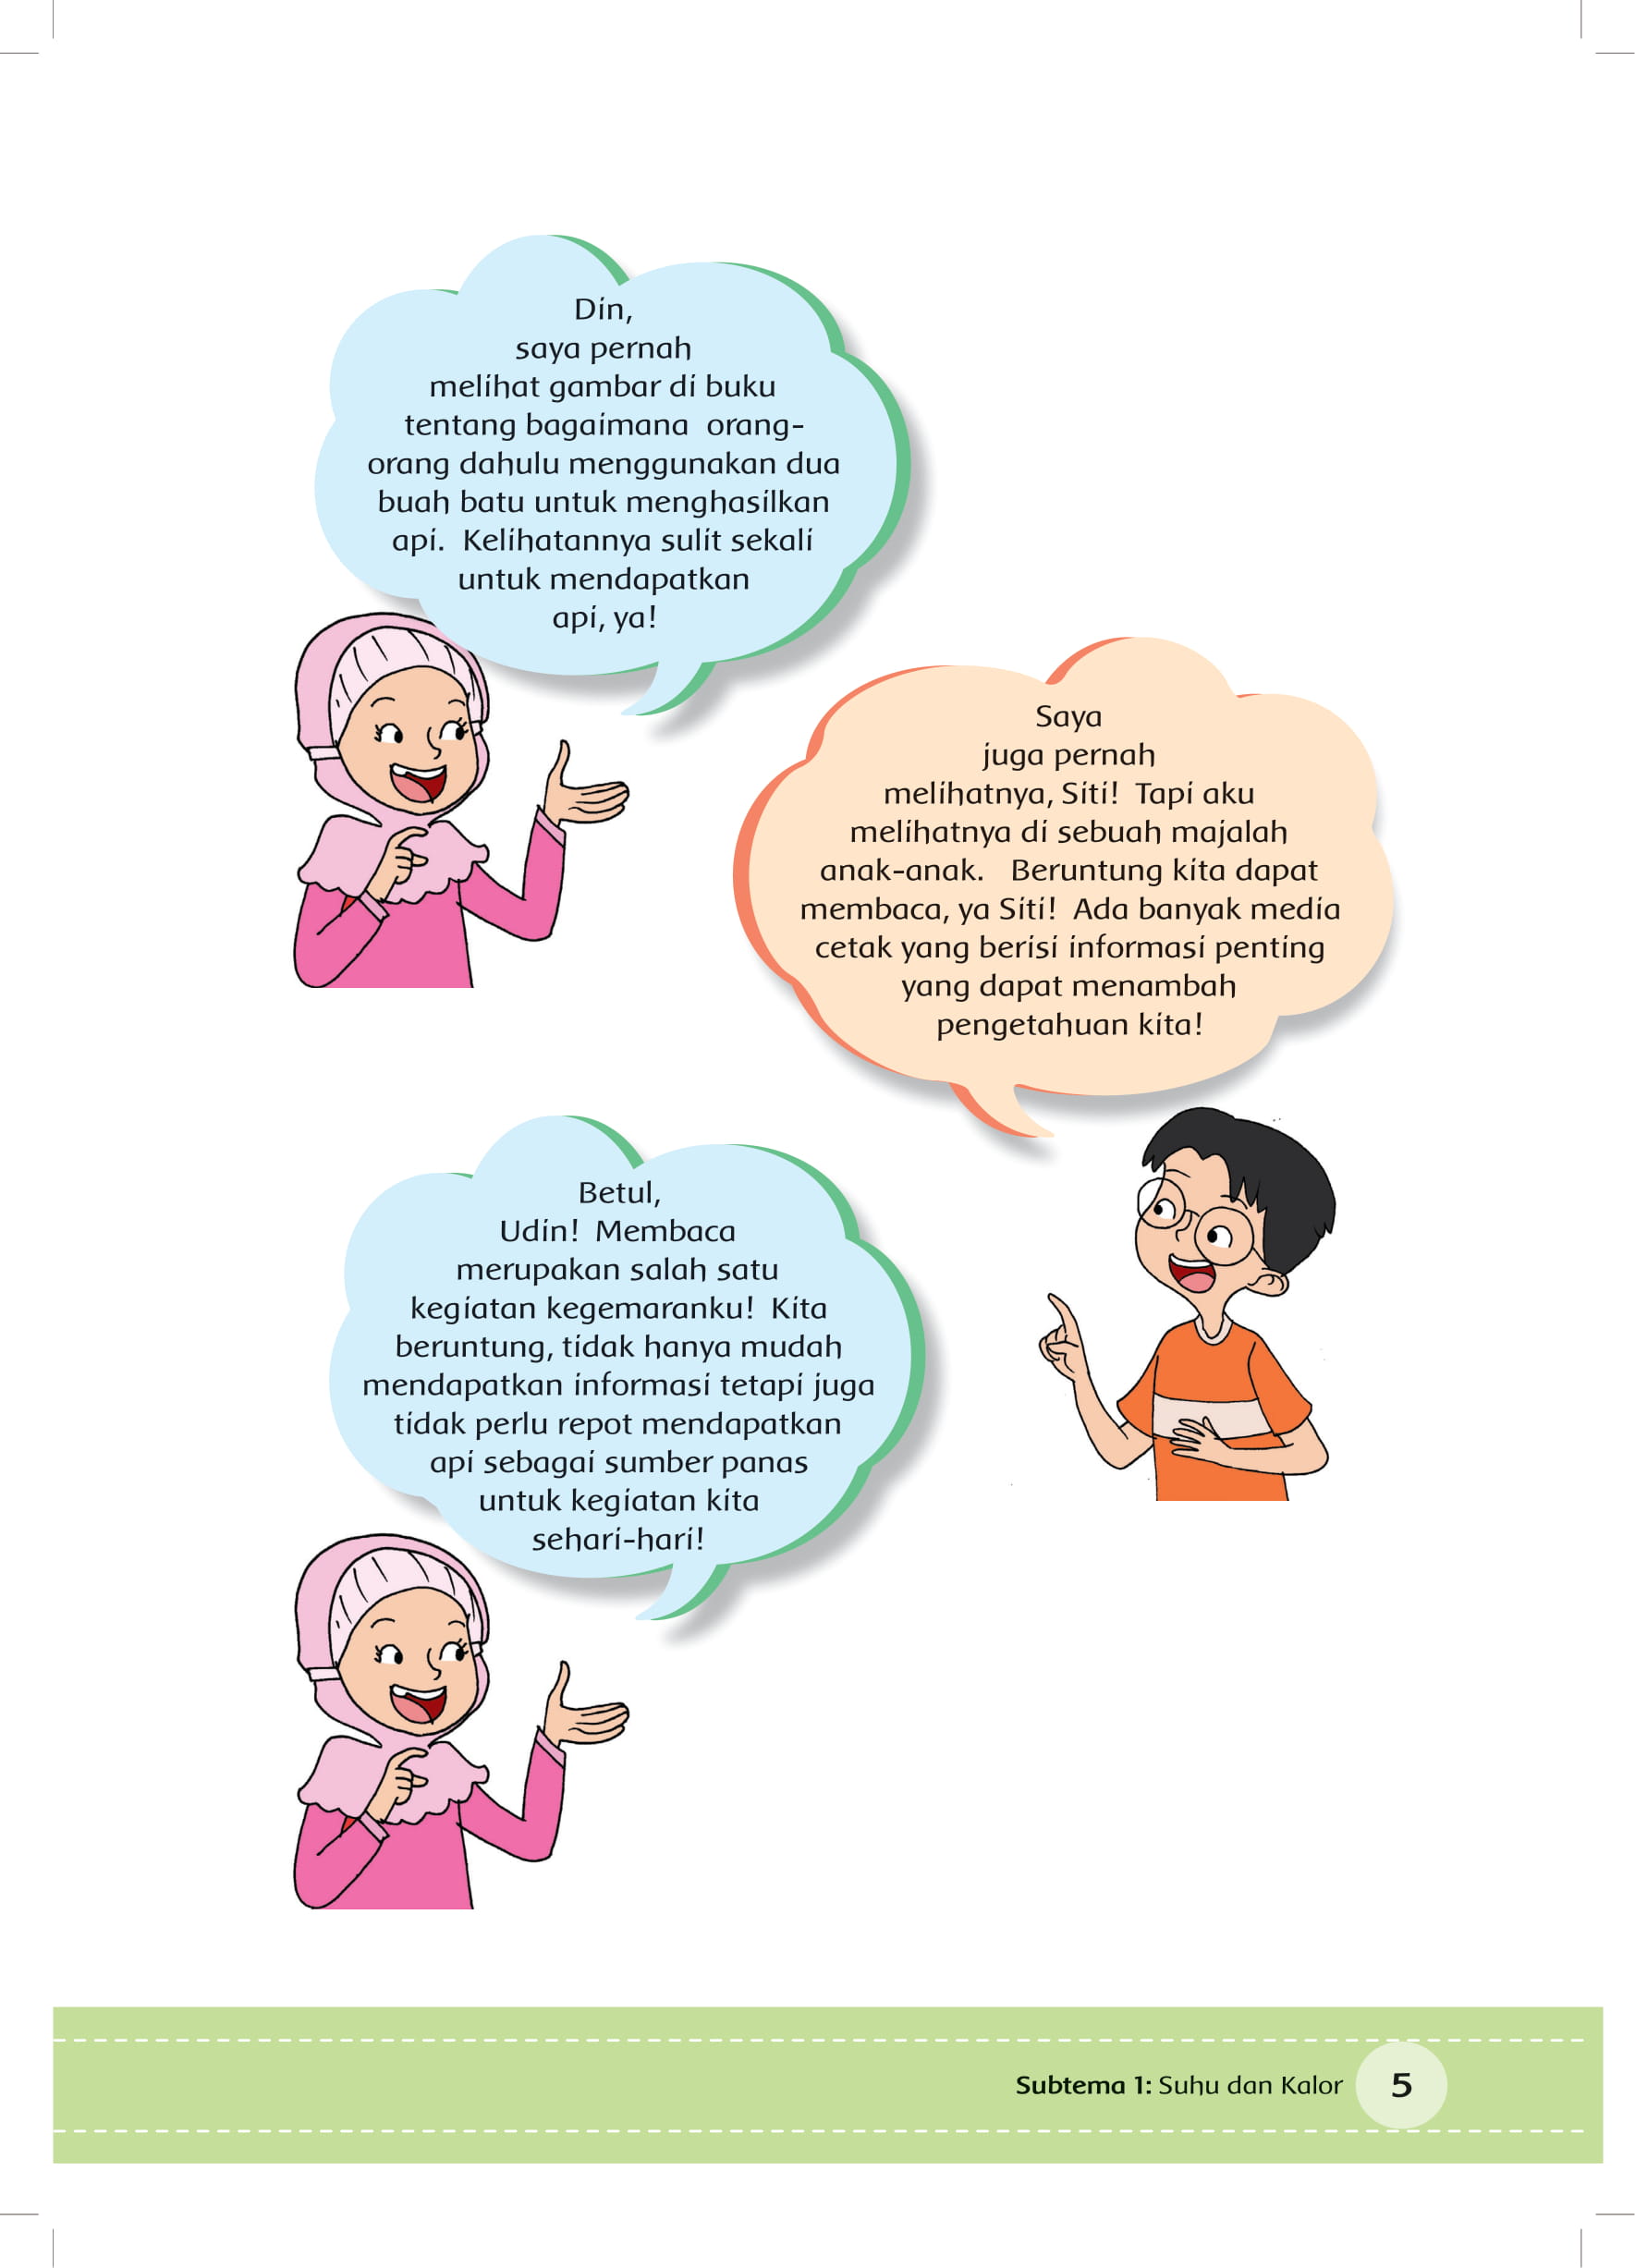 Din,
saya pernah
melihat gambar di buku
tentang bagaimana orang-
orang dahulu menggunakan dua
buah batu untuk menghasilkan
api. Kelihatannya sulit sekali
untuk mendapatkan
api, ya!
Saya
juga pernah
melihatnya, Siti! Tapi aku
melihatnya di sebuah majalah
anak-anak. Beruntung kita dapat
membaca, ya Siti! Ada banyak media
cetak yang berisi informasi penting
yang dapat menambah
pengetahuan kita!
Betul,
Udin! Membaca
merupakan salah satu
kegiatan kegemaranku! Kita
beruntung, tidak hanya mudah
mendapatkan informasi tetapi juga
tidak perlu repot mendapatkan
api sebagai sumber panas
untuk kegiatan kita
sehari-hari!
Subtema 1: Suhu dan Kalor 5